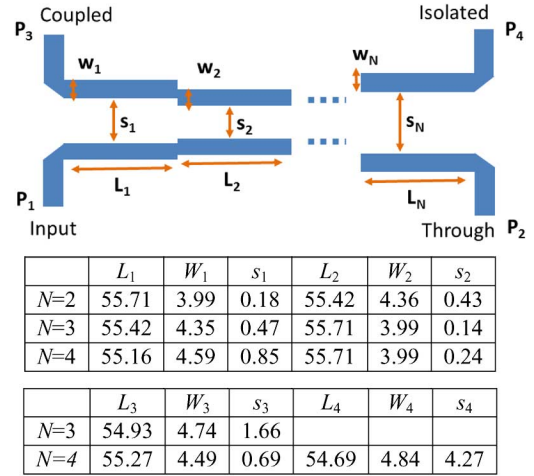 Coupled
Isolated
P3
P4
w1
w2
wN
s1
s2
sN
L1
L2
LN
P1
Input
Through P2
L1 W1 s1 L2 W2 s2
N=2 55.71 3.99 0.18 55.42 4.36 0.43
N=3 55.42 4.35 0.47 55.71 3.99 0.14
N=4 55.16 4.59 0.85 55.71 3.99 0.24
L3 W3 s3 L4 W4 s4
N=3 54.93 4.74 1.66
N=4 55.27 4.49 0.69 54.69 4.84 4.27